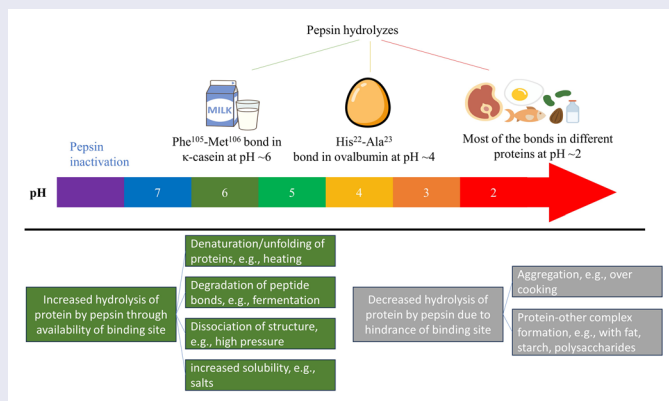 Pepsin hydrolyzes
MILK
Phe¹⁰⁵-Met¹⁰⁶ bond in
κ-casein at pH ~6
His²²-Ala²³
bond in ovalbumin at pH ~4
Most of the bonds in different
proteins at pH ~2
Pepsin
inactivation
pH
7
6
5
4
3
2
Increased hydrolysis of
protein by pepsin through
availability of binding site
Denaturation/unfolding of
proteins, e.g., heating
Degradation of peptide
bonds, e.g., fermentation
Dissociation of structure,
e.g., high pressure
increased solubility, e.g.,
salts
Decreased hydrolysis of
protein by pepsin due to
hindrance of binding site
Aggregation, e.g., over
cooking
Protein-other complex
formation, e.g., with fat,
starch, polysaccharides